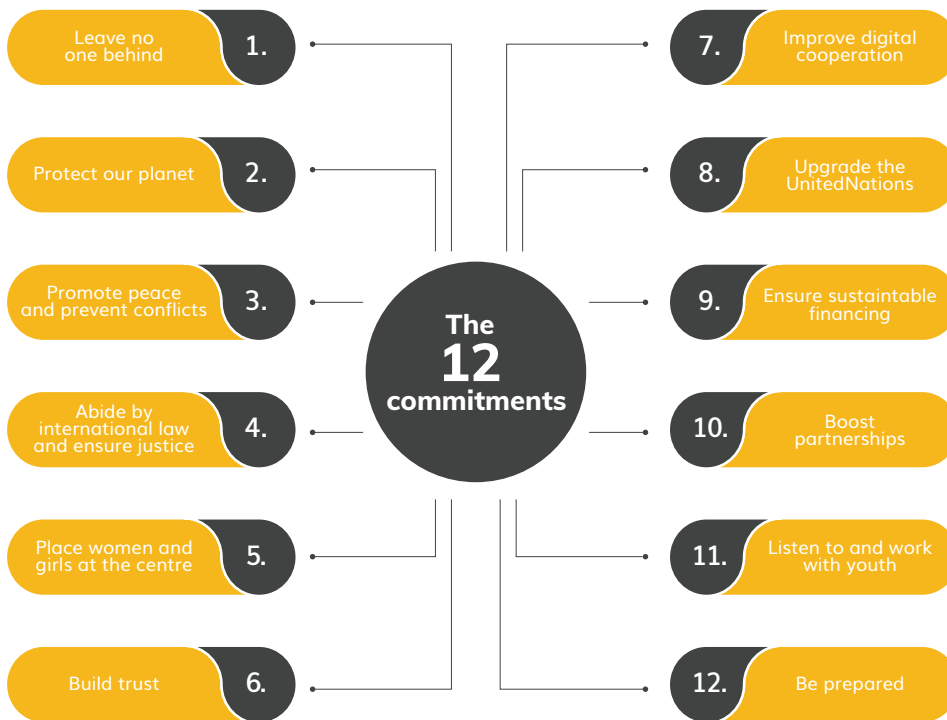 1.
Leave no
one behind
2.
Protect our planet
3.
Promote peace
and prevent conflicts
4.
Abide by
international law
and ensure justice
5.
Place women and
girls at the centre
6.
Build trust
The
12
commitments
7.
Improve digital
cooperation
8.
Upgrade the
UnitedNations
9.
Ensure sustaintable
financing
10.
Boost
partnerships
11.
Listen to and work
with youth
12.
Be prepared